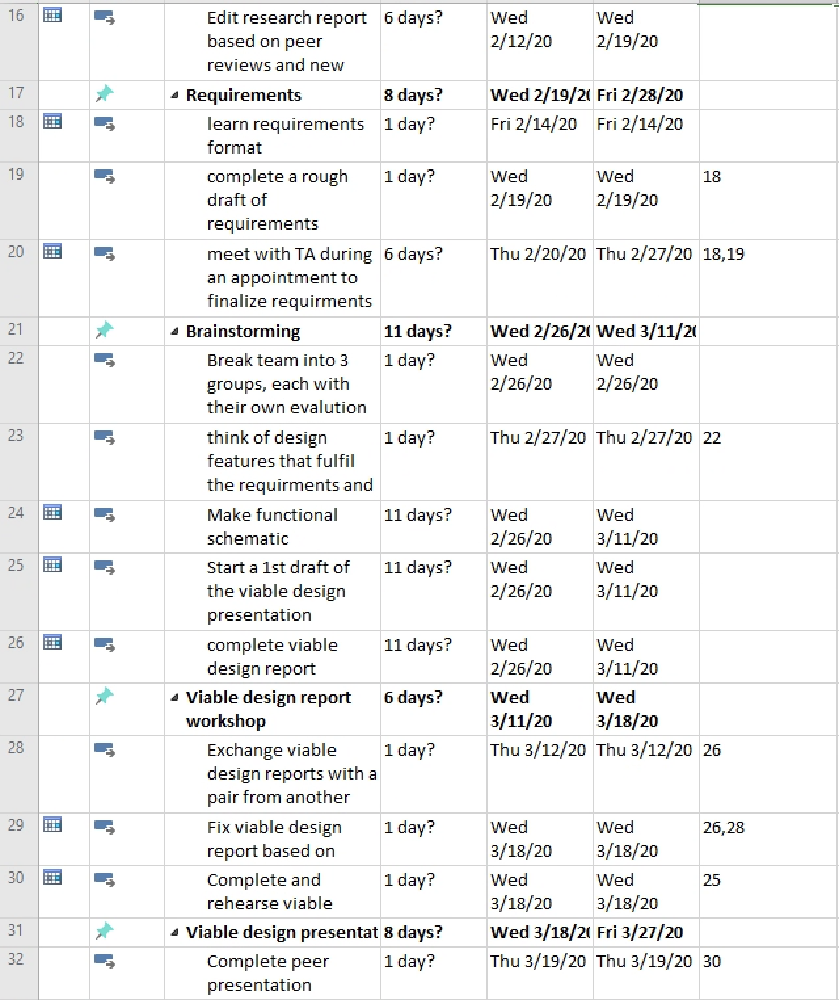 16 Edit research report 6 days? Wed Wed
based on peer 2/12/20 2/19/20
reviews and new
17 Requirements 8 days? Wed 2/19/20 Fri 2/28/20
18 learn requirements 1 day? Fri 2/14/20 Fri 2/14/20
format
19 complete a rough 1 day? Wed Wed 18
draft of 2/19/20 2/19/20
requirements
20 meet with TA during 6 days? Thu 2/20/20 Thu 2/27/20 18,19
an appointment to
finalize requirments
21 Brainstorming 11 days? Wed 2/26/20 Wed 3/11/20
22 Break team into 3 1 day? Wed Wed
groups, each with 2/26/20 2/26/20
their own evalution
23 think of design 1 day? Thu 2/27/20 Thu 2/27/20 22
features that fulfil
the requirments and
24 Make functional 11 days? Wed Wed
schematic 2/26/20 3/11/20
25 Start a 1st draft of 11 days? Wed Wed
the viable design 2/26/20 3/11/20
presentation
26 complete viable 11 days? Wed Wed
design report 2/26/20 3/11/20
27 Viable design report 6 days? Wed Wed
workshop 3/11/20 3/18/20
28 Exchange viable 1 day? Thu 3/12/20 Thu 3/12/20 26
design reports with a
pair from another
29 Fix viable design 1 day? Wed Wed 26,28
report based on 3/18/20 3/18/20
30 Complete and 1 day? Wed Wed 25
rehearse viable 3/18/20 3/18/20
31 Viable design presentat 8 days? Wed 3/18/20 Fri 3/27/20
32 Complete peer 1 day? Thu 3/19/20 Thu 3/19/20 30
presentation